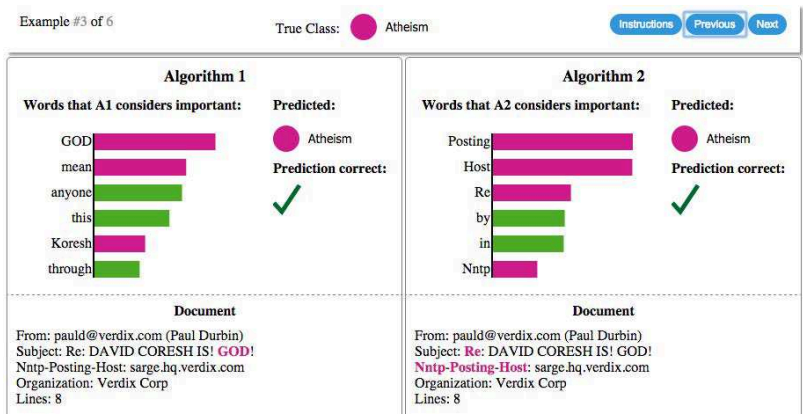 Example #3 of 6
True Class: Atheism
Instructions
Previous
Next
Algorithm 1
Words that A1 considers important:
Predicted:
GOD
mean
anyone
this
Koresh
through
Atheism
Prediction correct:
Document
From: pauld@verdix.com (Paul Durbin)
Subject: Re: DAVID CORESH IS! GOD!
Nntp-Posting-Host: sarge.hq.verdix.com
Organization: Verdix Corp
Lines: 8
Algorithm 2
Words that A2 considers important:
Predicted:
Posting
Host
Re
by
in
Nntp
Atheism
Prediction correct:
Document
From: pauld@verdix.com (Paul Durbin)
Subject: Re: DAVID CORESH IS! GOD!
Nntp-Posting-Host: sarge.hq.verdix.com
Organization: Verdix Corp
Lines: 8